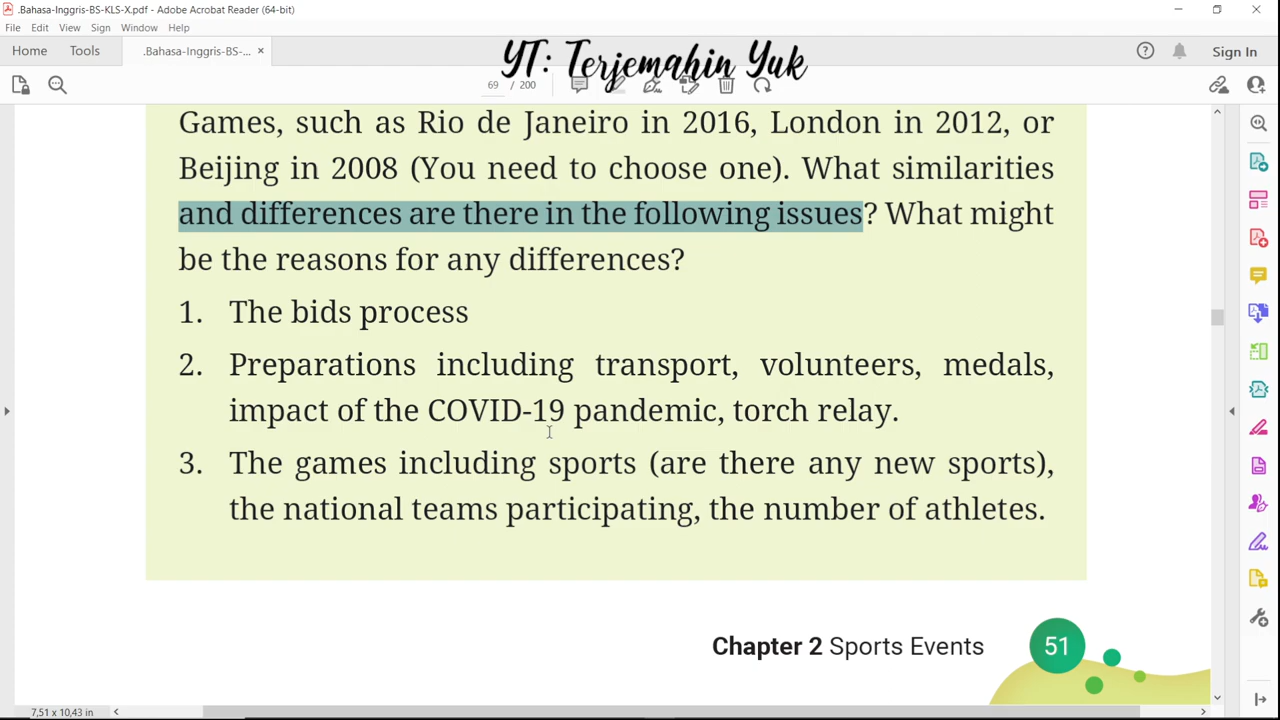 .Bahasa-Inggris-BS-KLS-X.pdf - Adobe Acrobat Reader (64-bit)
File Edit View Sign Window Help
Home Tools .Bahasa-Inggris-BS-... × Sign In
YT: Terjemahin Yuk
69 / 200
Games, such as Rio de Janeiro in 2016, London in 2012, or
Beijing in 2008 (You need to choose one). What similarities
and differences are there in the following issues? What might
be the reasons for any differences?
1. The bids process
2. Preparations including transport, volunteers, medals,
impact of the COVID-19 pandemic, torch relay.
3. The games including sports (are there any new sports),
the national teams participating, the number of athletes.
Chapter 2 Sports Events 51
7,51 x 10,43 in